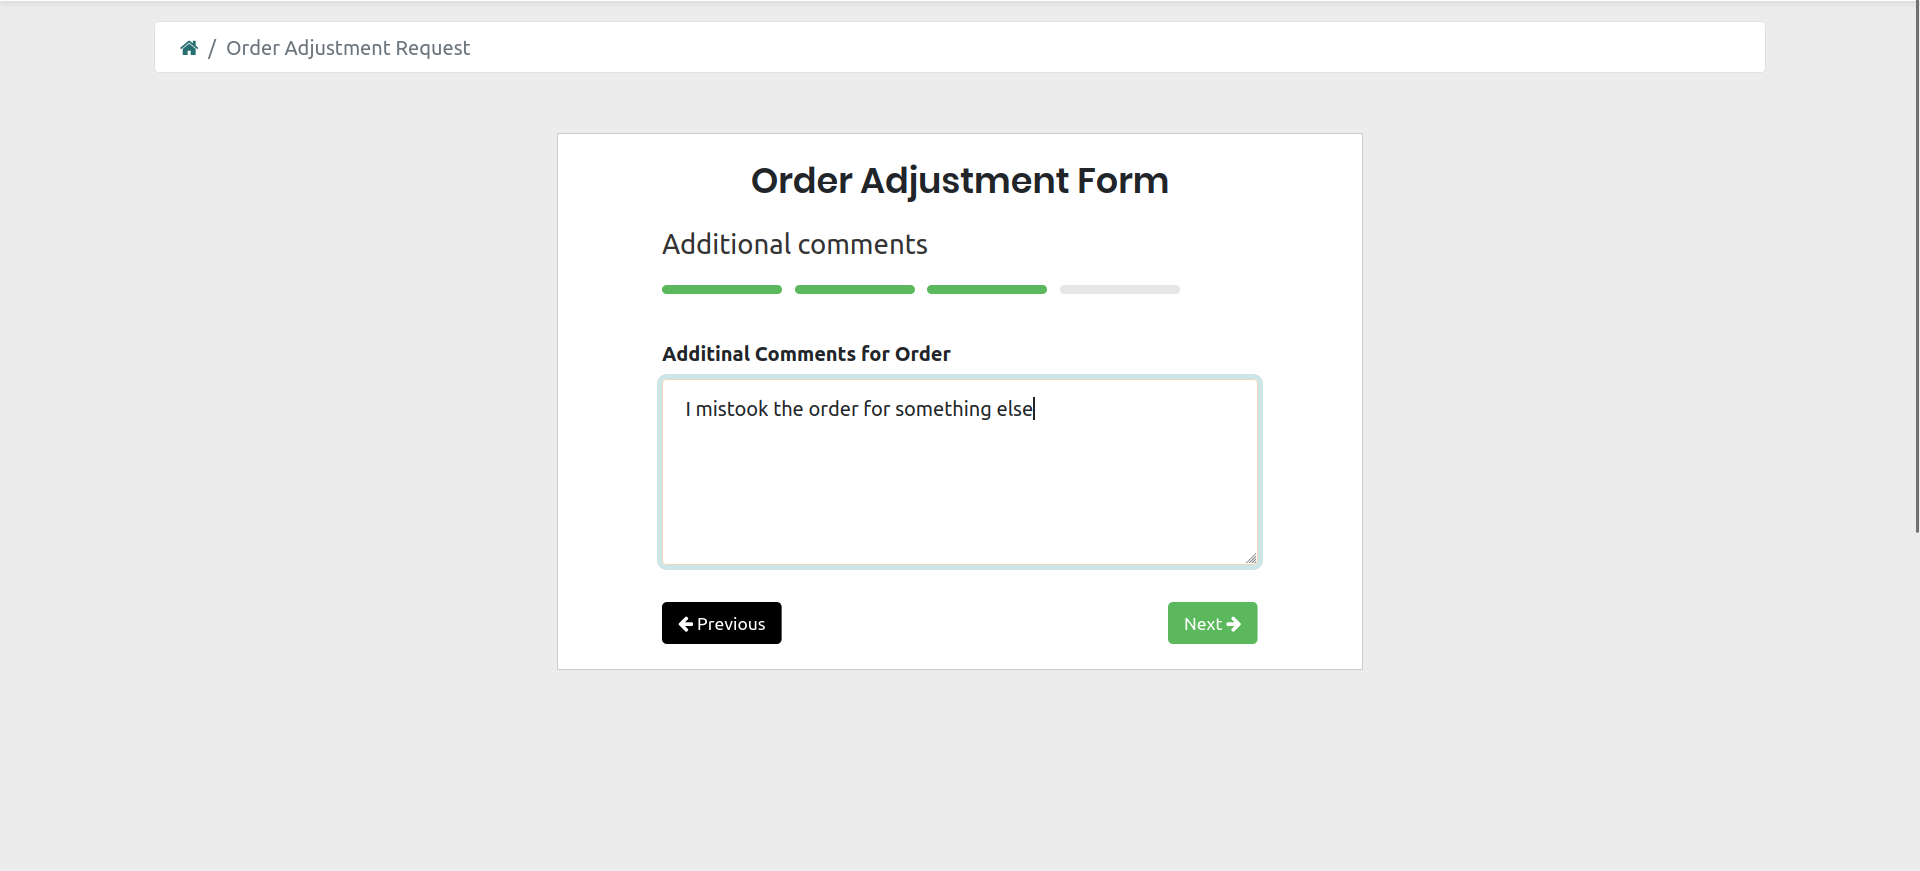 / Order Adjustment Request
Order Adjustment Form
Additional comments
Additinal Comments for Order
I mistook the order for something else
Previous
Next